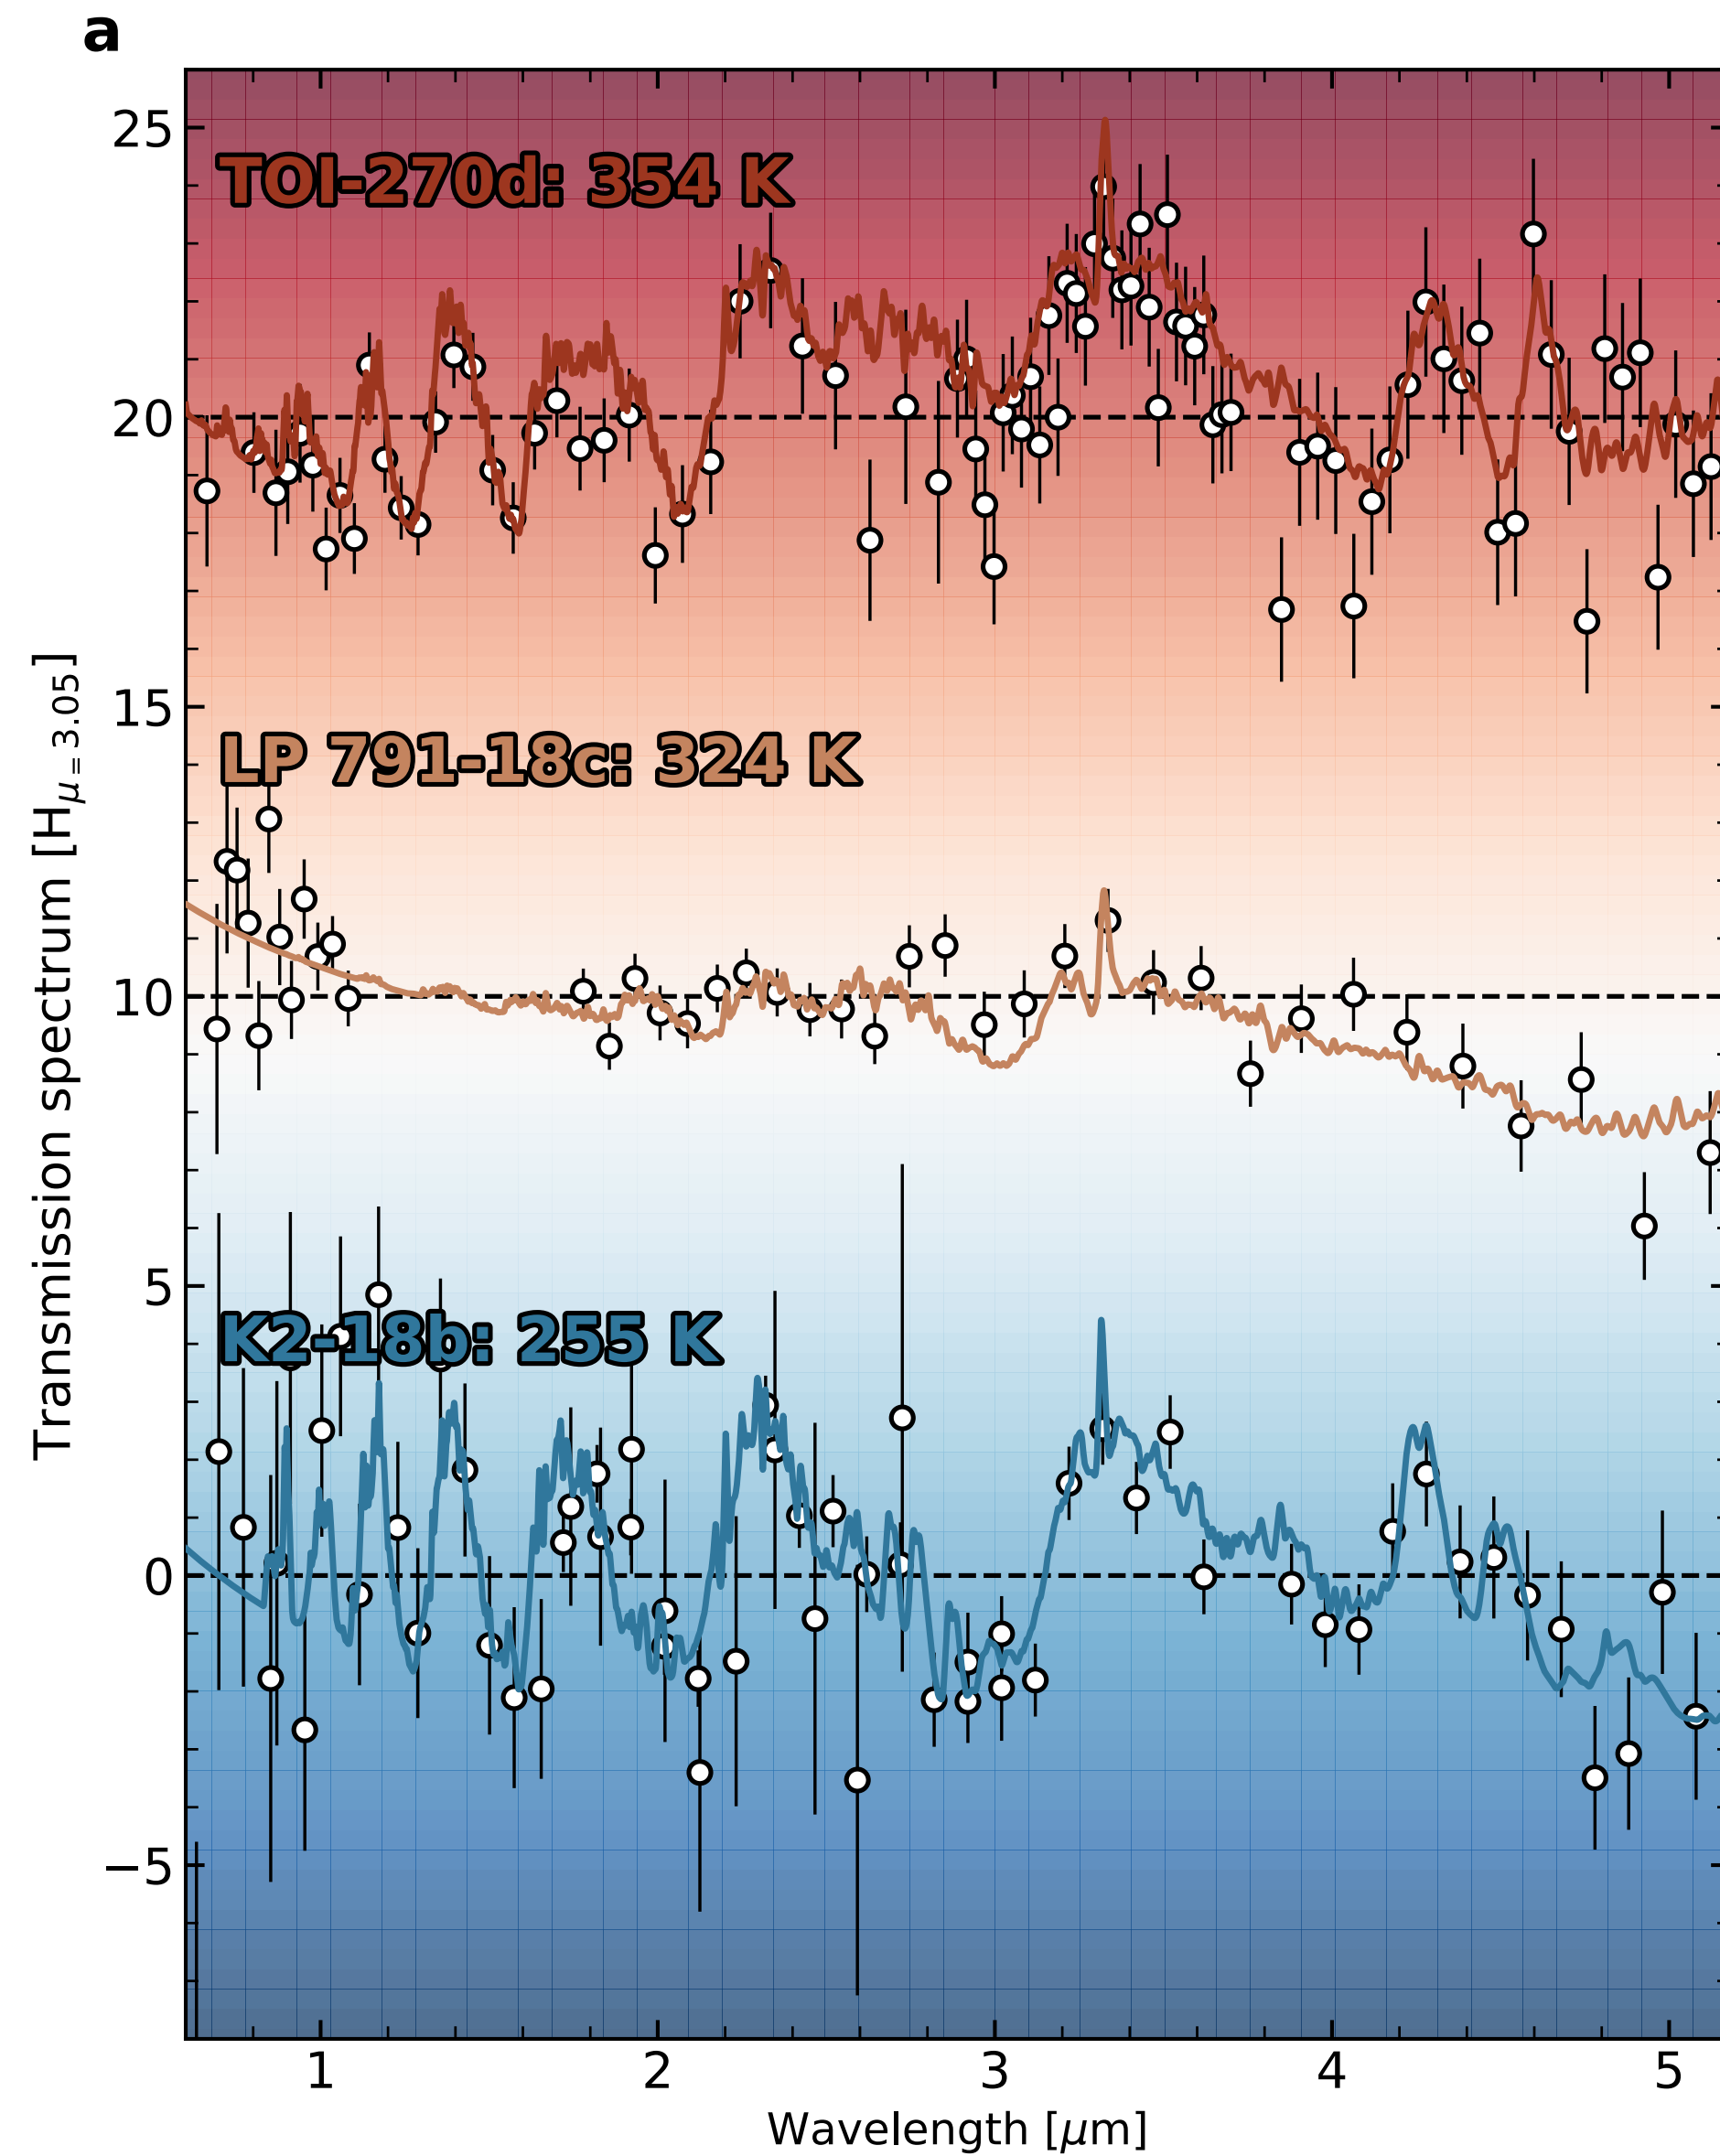 a
25
TOI-270d: 354 K
20
15
LP 791-18c: 324 K
10
5
K2-18b: 255 K
0
−5
Transmission spectrum [Hμ=3.05]
1 2 3 4 5
Wavelength [μm]